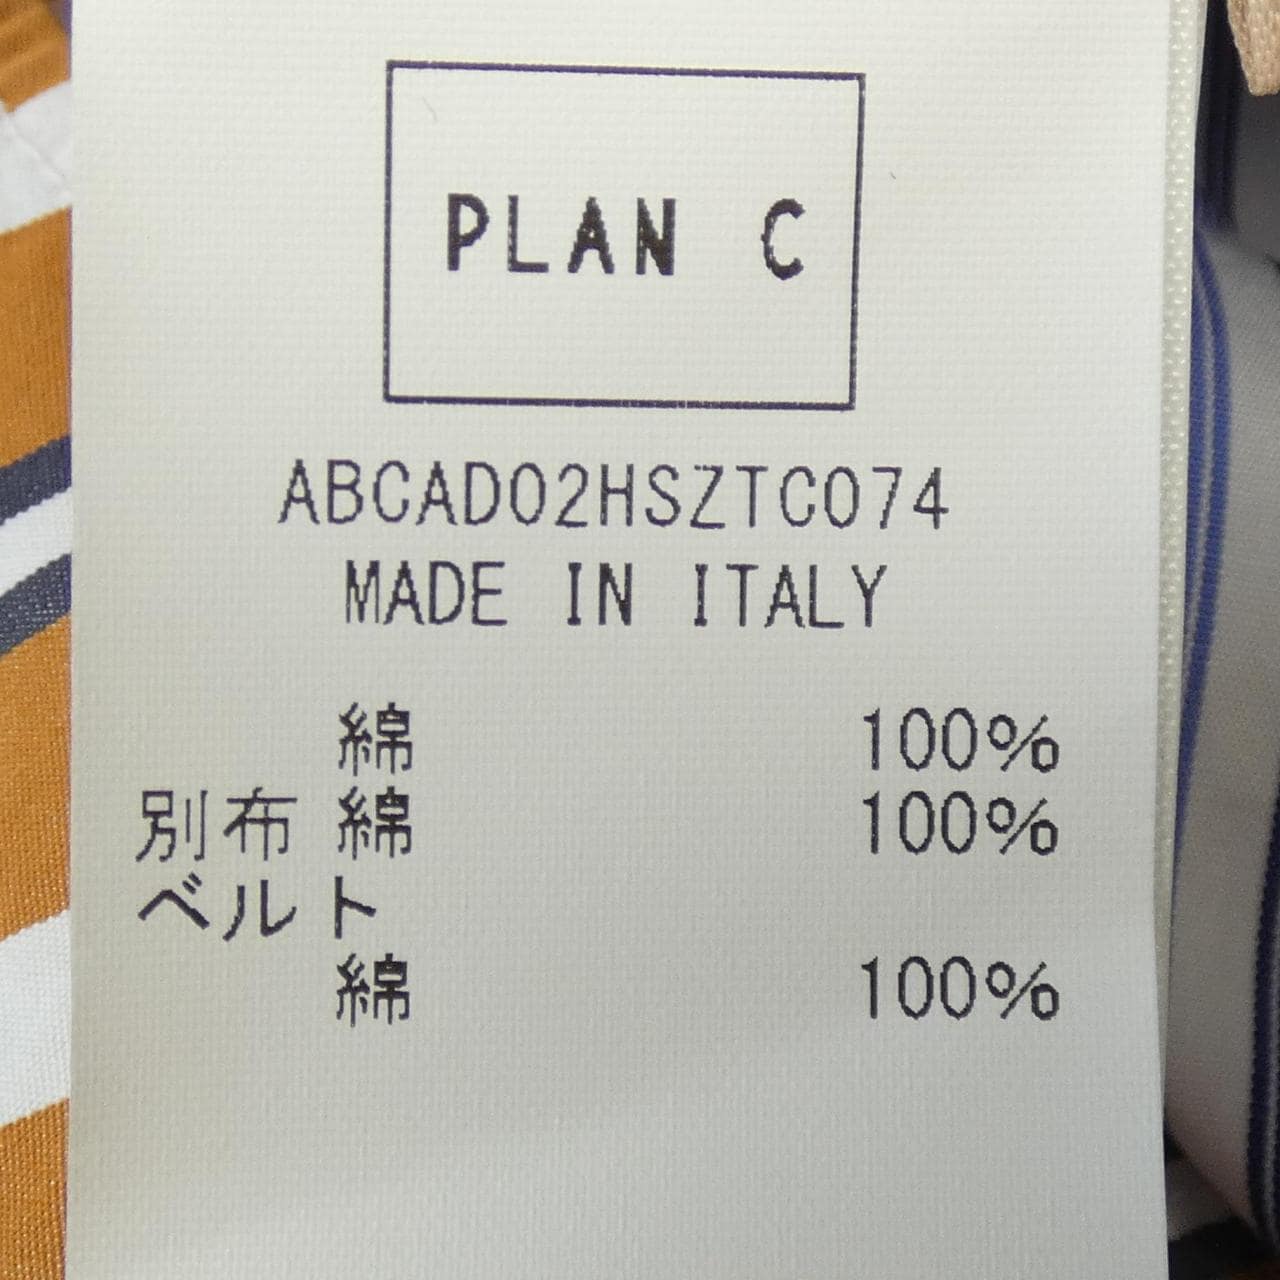 PLAN C
ABCAD02HSZTC074
MADE IN ITALY
綿 100%
別布 綿 100%
ベルト
綿 100%